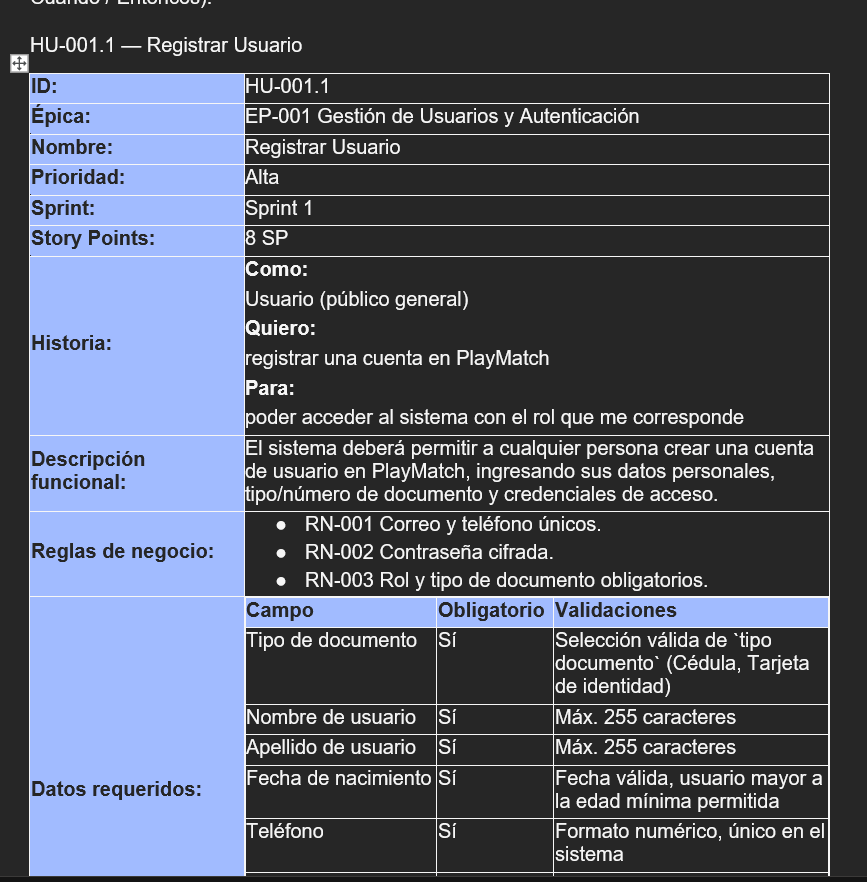 Cuando / Entonces).
HU-001.1 — Registrar Usuario
ID: HU-001.1
Épica: EP-001 Gestión de Usuarios y Autenticación
Nombre: Registrar Usuario
Prioridad: Alta
Sprint: Sprint 1
Story Points: 8 SP
Historia:
Como:
Usuario (público general)
Quiero:
registrar una cuenta en PlayMatch
Para:
poder acceder al sistema con el rol que me corresponde
Descripción
funcional:
El sistema deberá permitir a cualquier persona crear una cuenta
de usuario en PlayMatch, ingresando sus datos personales,
tipo/número de documento y credenciales de acceso.
Reglas de negocio:
● RN-001 Correo y teléfono únicos.
● RN-002 Contraseña cifrada.
● RN-003 Rol y tipo de documento obligatorios.
Datos requeridos:
Campo Obligatorio Validaciones
Tipo de documento Sí Selección válida de `tipo
documento` (Cédula, Tarjeta
de identidad)
Nombre de usuario Sí Máx. 255 caracteres
Apellido de usuario Sí Máx. 255 caracteres
Fecha de nacimiento Sí Fecha válida, usuario mayor a
la edad mínima permitida
Teléfono Sí Formato numérico, único en el
sistema